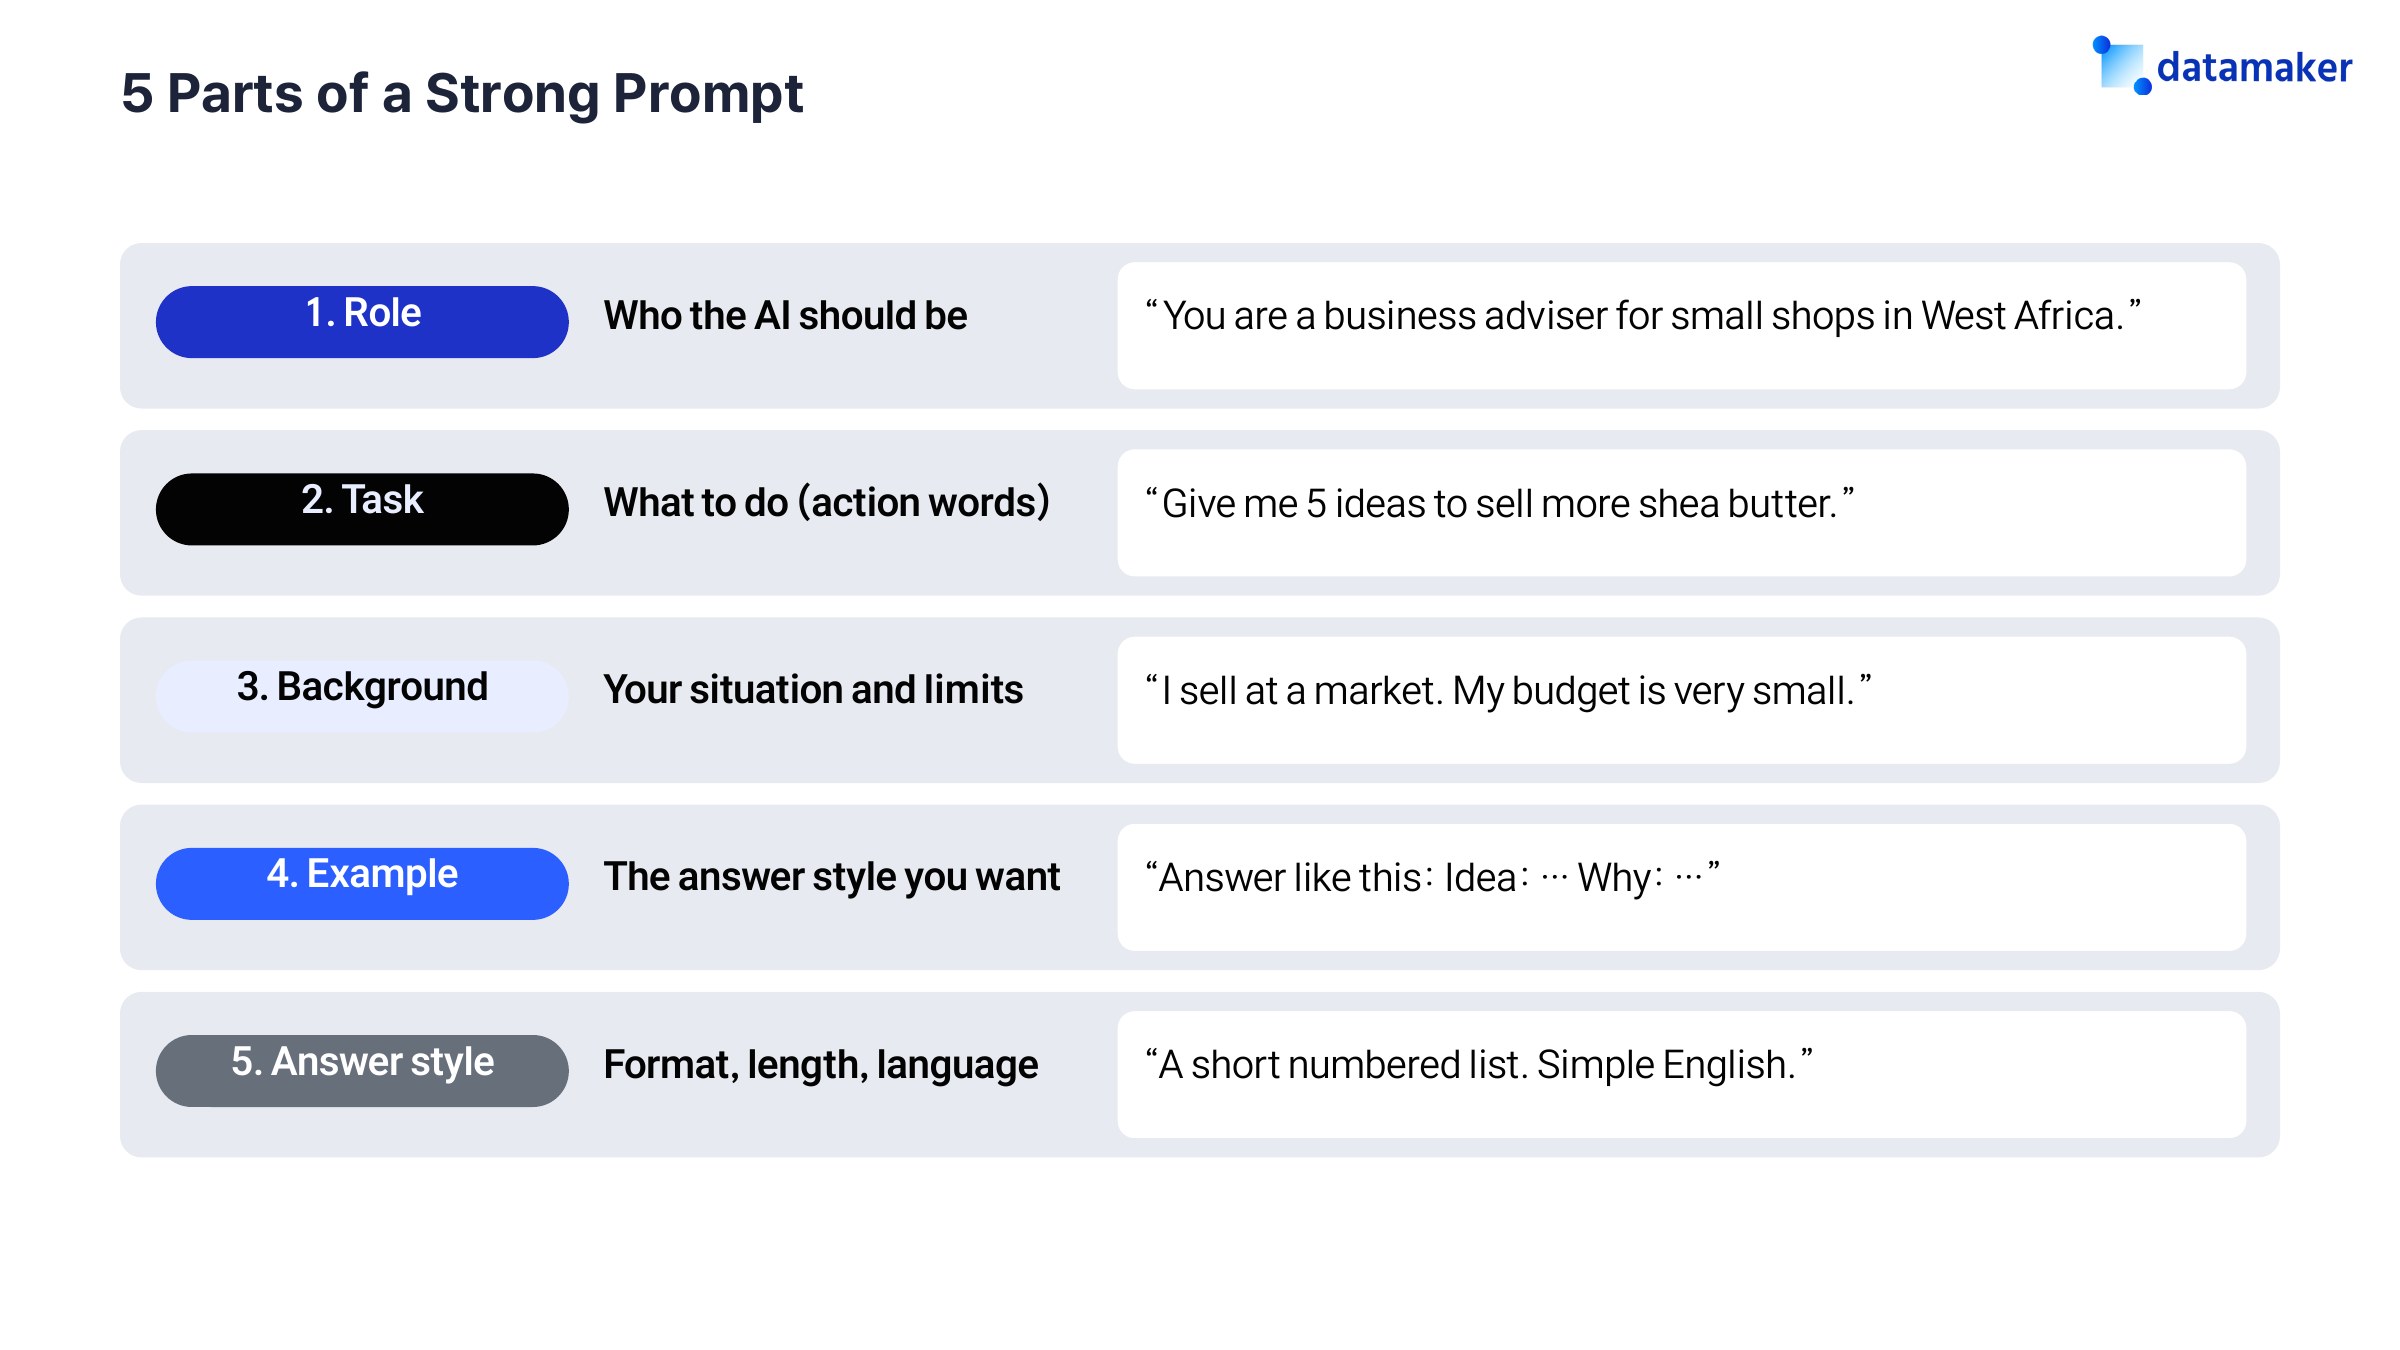 5 Parts of a Strong Prompt
datamaker
1. Role
Who the AI should be
“You are a business adviser for small shops in West Africa.”
2. Task
What to do (action words)
“Give me 5 ideas to sell more shea butter.”
3. Background
Your situation and limits
“I sell at a market. My budget is very small.”
4. Example
The answer style you want
“Answer like this: Idea: … Why: …”
5. Answer style
Format, length, language
“A short numbered list. Simple English.”